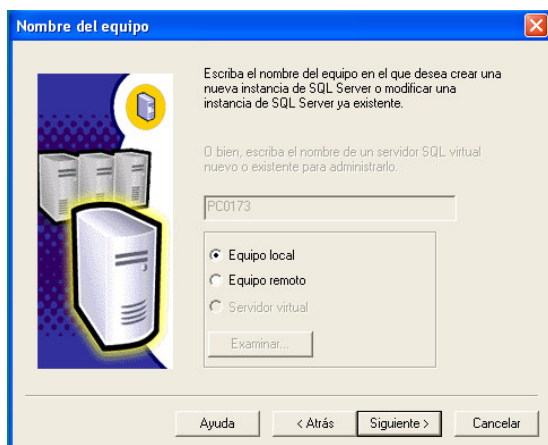 Nombre del equipo
Escriba el nombre del equipo en el que desea crear una
nueva instancia de SQL Server o modificar una
instancia de SQL Server ya existente.
O bien, escriba el nombre de un servidor SQL virtual
nuevo o existente para administrarlo.
PC0173
Equipo local
Equipo remoto
Servidor virtual
Examinar...
Ayuda
< Atrás
Siguiente >
Cancelar